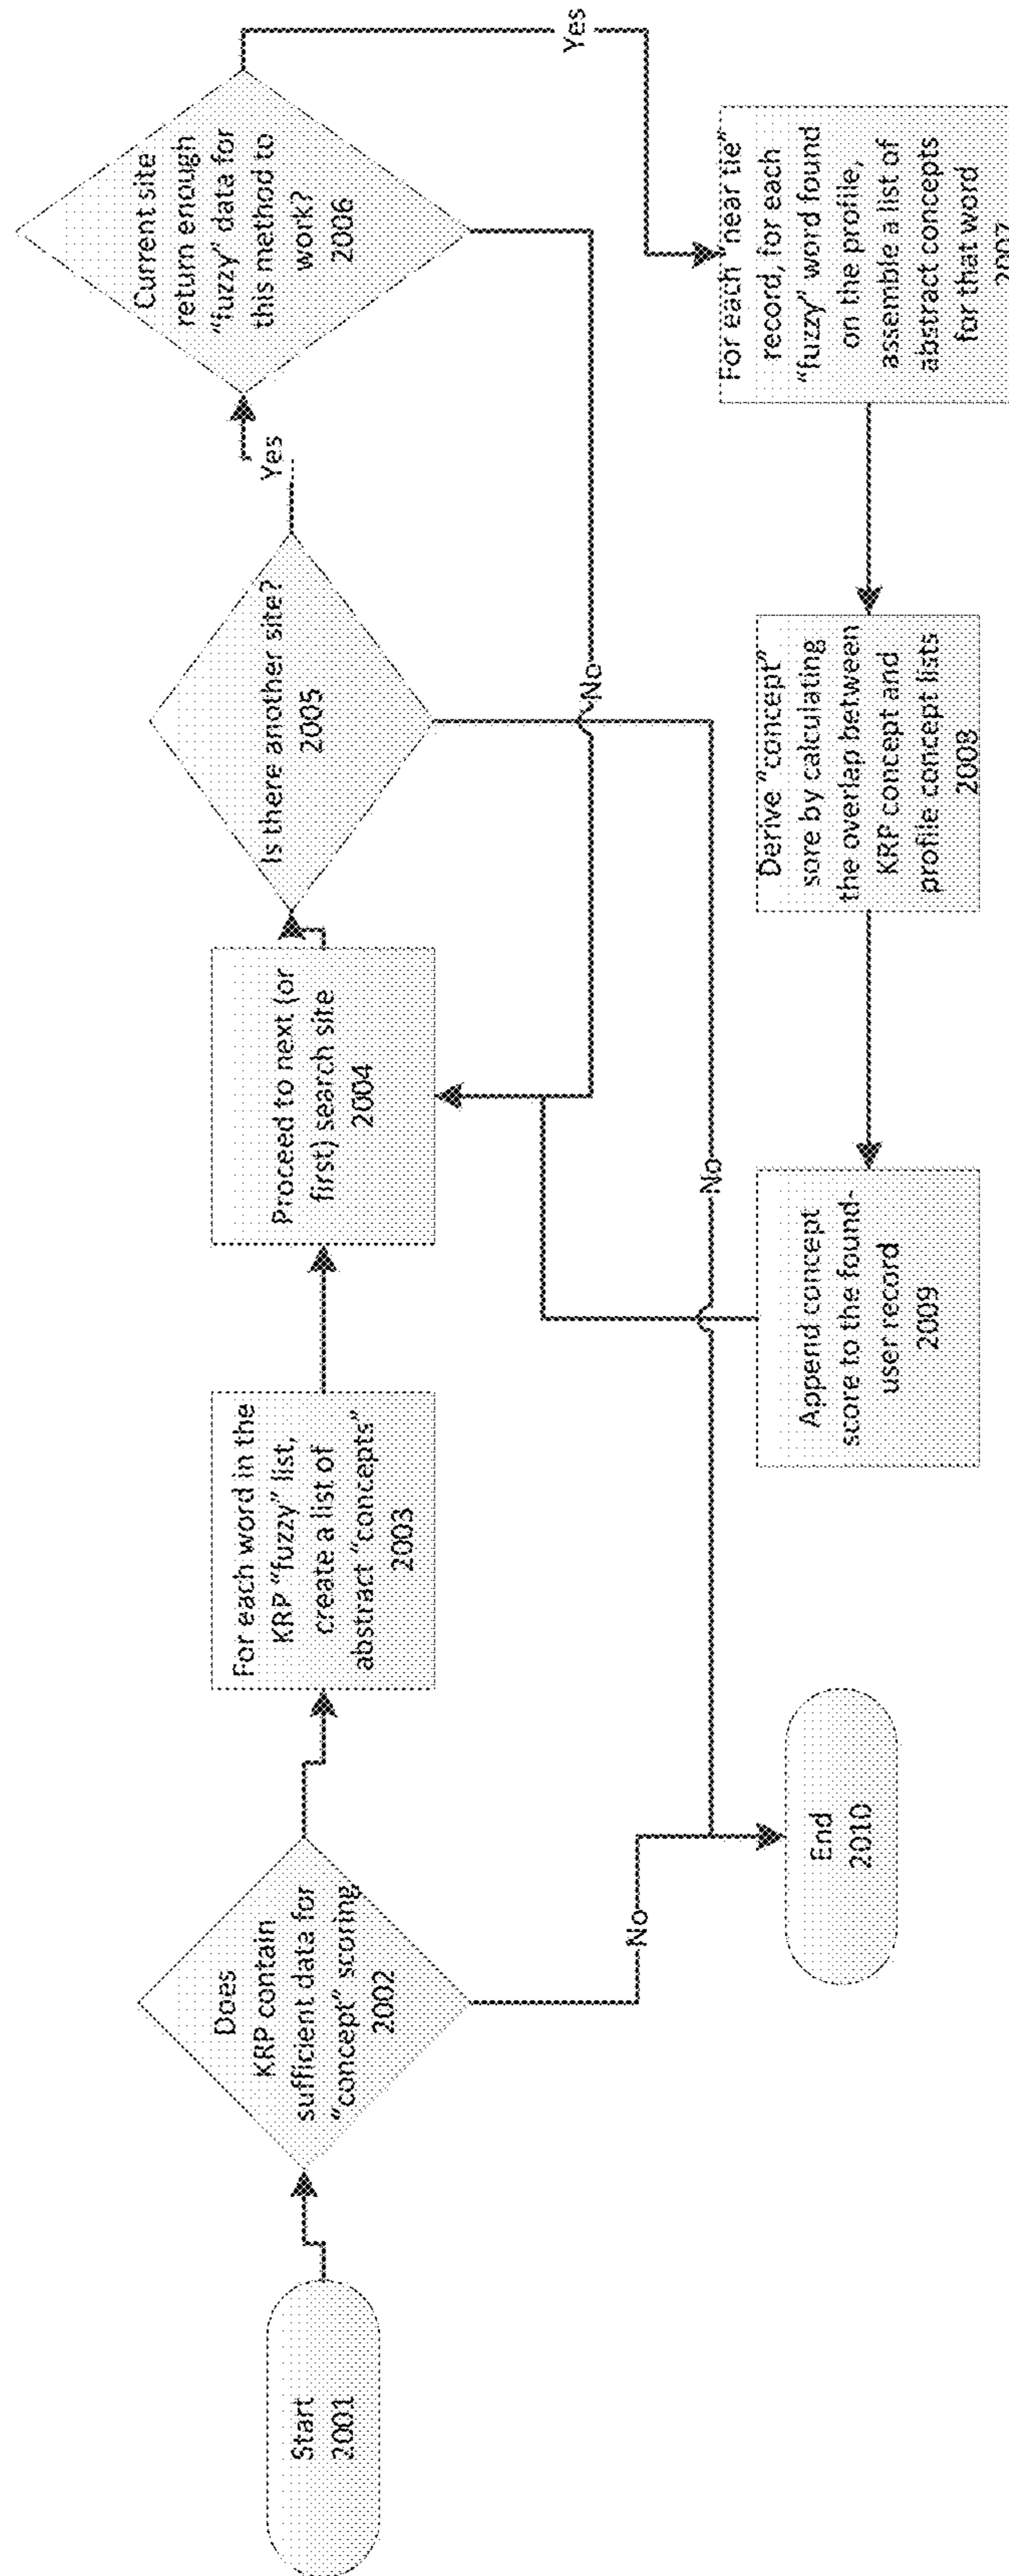 Start
2001
Does
KRP contain
sufficient data for
“concept” scoring
2002
No
For each word in the
KRP “fuzzy” list,
create a list of
abstract “concepts”
2003
Proceed to next (or
first) search site
2004
Is there another site?
2005
Yes
No
Current site
return enough
“fuzzy” data for
this method to
work?
2006
Yes
No
For each “near tie”
record, for each
“fuzzy” word found
on the profile,
assemble a list of
abstract concepts
for that word
2007
Derive “concept”
sore by calculating
the overlap between
KRP concept and
profile concept lists
2008
Append concept
score to the found-
user record
2009
End
2010